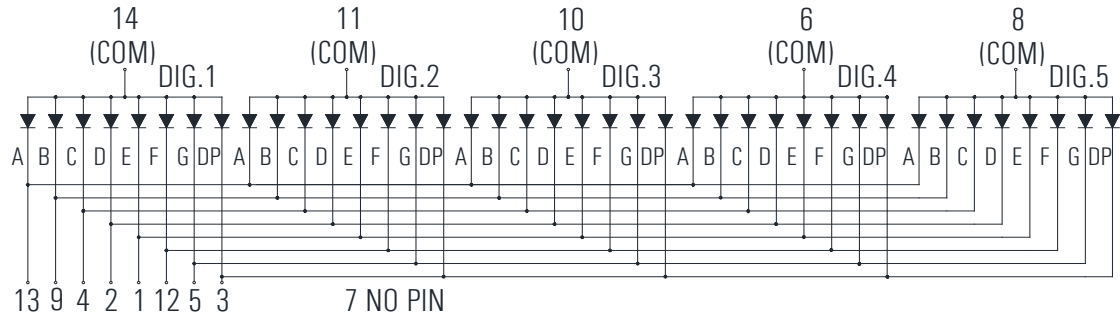 14 11 10 6 8
(COM) (COM) (COM) (COM) (COM)
DIG.1 DIG.2 DIG.3 DIG.4 DIG.5
A B C D E F G DP A B C D E F G DP A B C D E F G DP A B C D E F G DP A B C D E F G DP
13 9 4 2 1 12 5 3 7 NO PIN